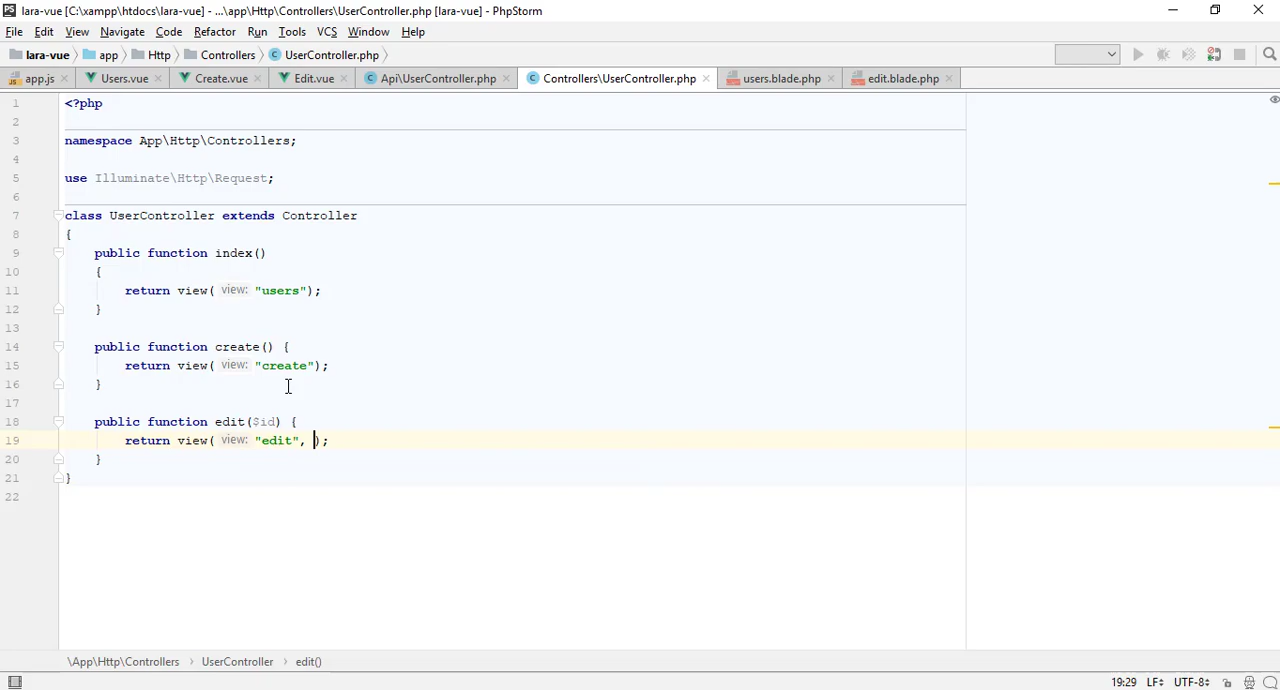 lara-vue [C:\xampp\htdocs\lara-vue] - ...\app\Http\Controllers\UserController.php [lara-vue] - PhpStorm
File Edit View Navigate Code Refactor Run Tools VCS Window Help
lara-vue app Http Controllers UserController.php
app.js Users.vue Create.vue Edit.vue Api\UserController.php Controllers\UserController.php users.blade.php edit.blade.php
1 <?php
2
3 namespace App\Http\Controllers;
4
5 use Illuminate\Http\Request;
6
7 class UserController extends Controller
8 {
9 public function index()
10 {
11 return view( view: "users");
12 }
13
14 public function create() {
15 return view( view: "create");
16 }
17
18 public function edit($id) {
19 return view( view: "edit", );
20 }
21 }
22
\App\Http\Controllers › UserController › edit()
19:29 LF UTF-8